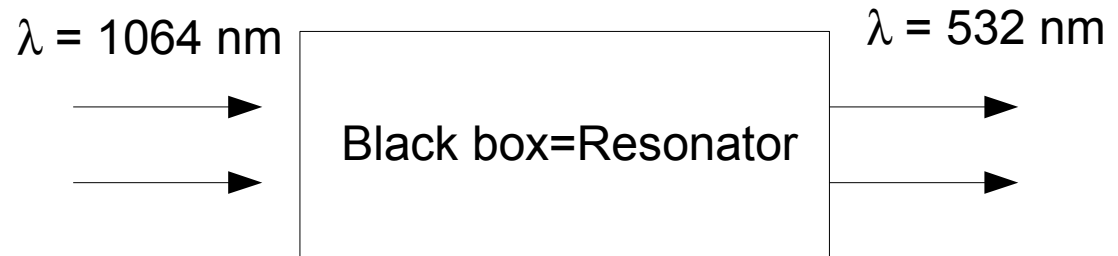 λ = 1064 nm
λ = 532 nm
Black box=Resonator